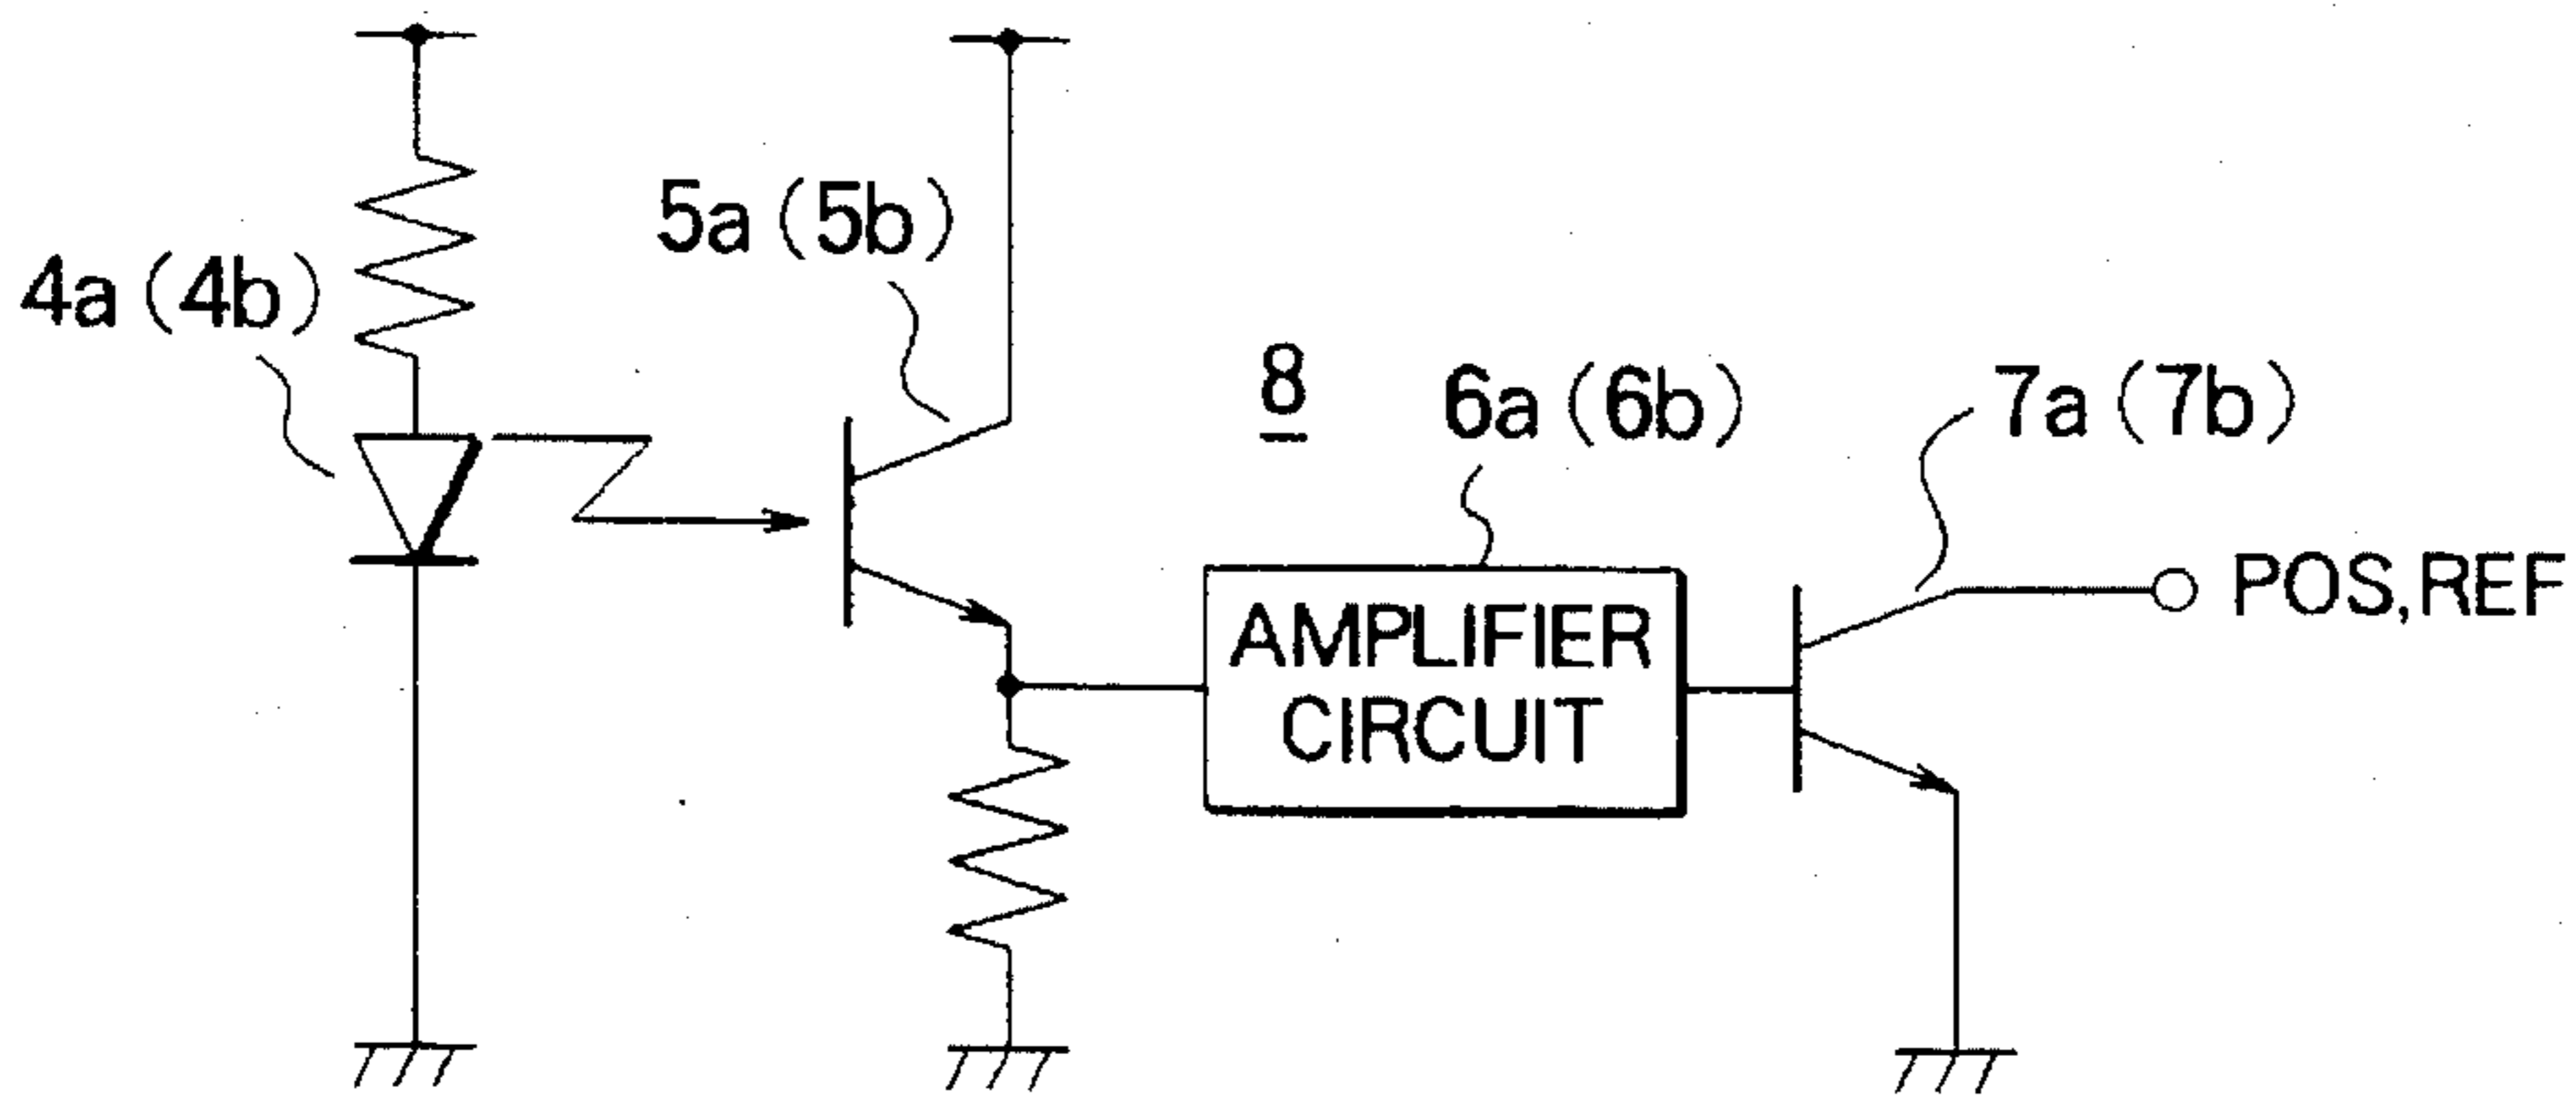 5a (5b)
4a (4b)
8
6a (6b)
7a (7b)
POS,REF
AMPLIFIER
CIRCUIT